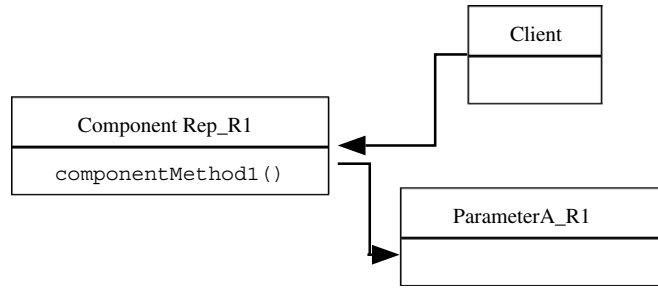 Client
Component Rep_R1
componentMethod1()
ParameterA_R1